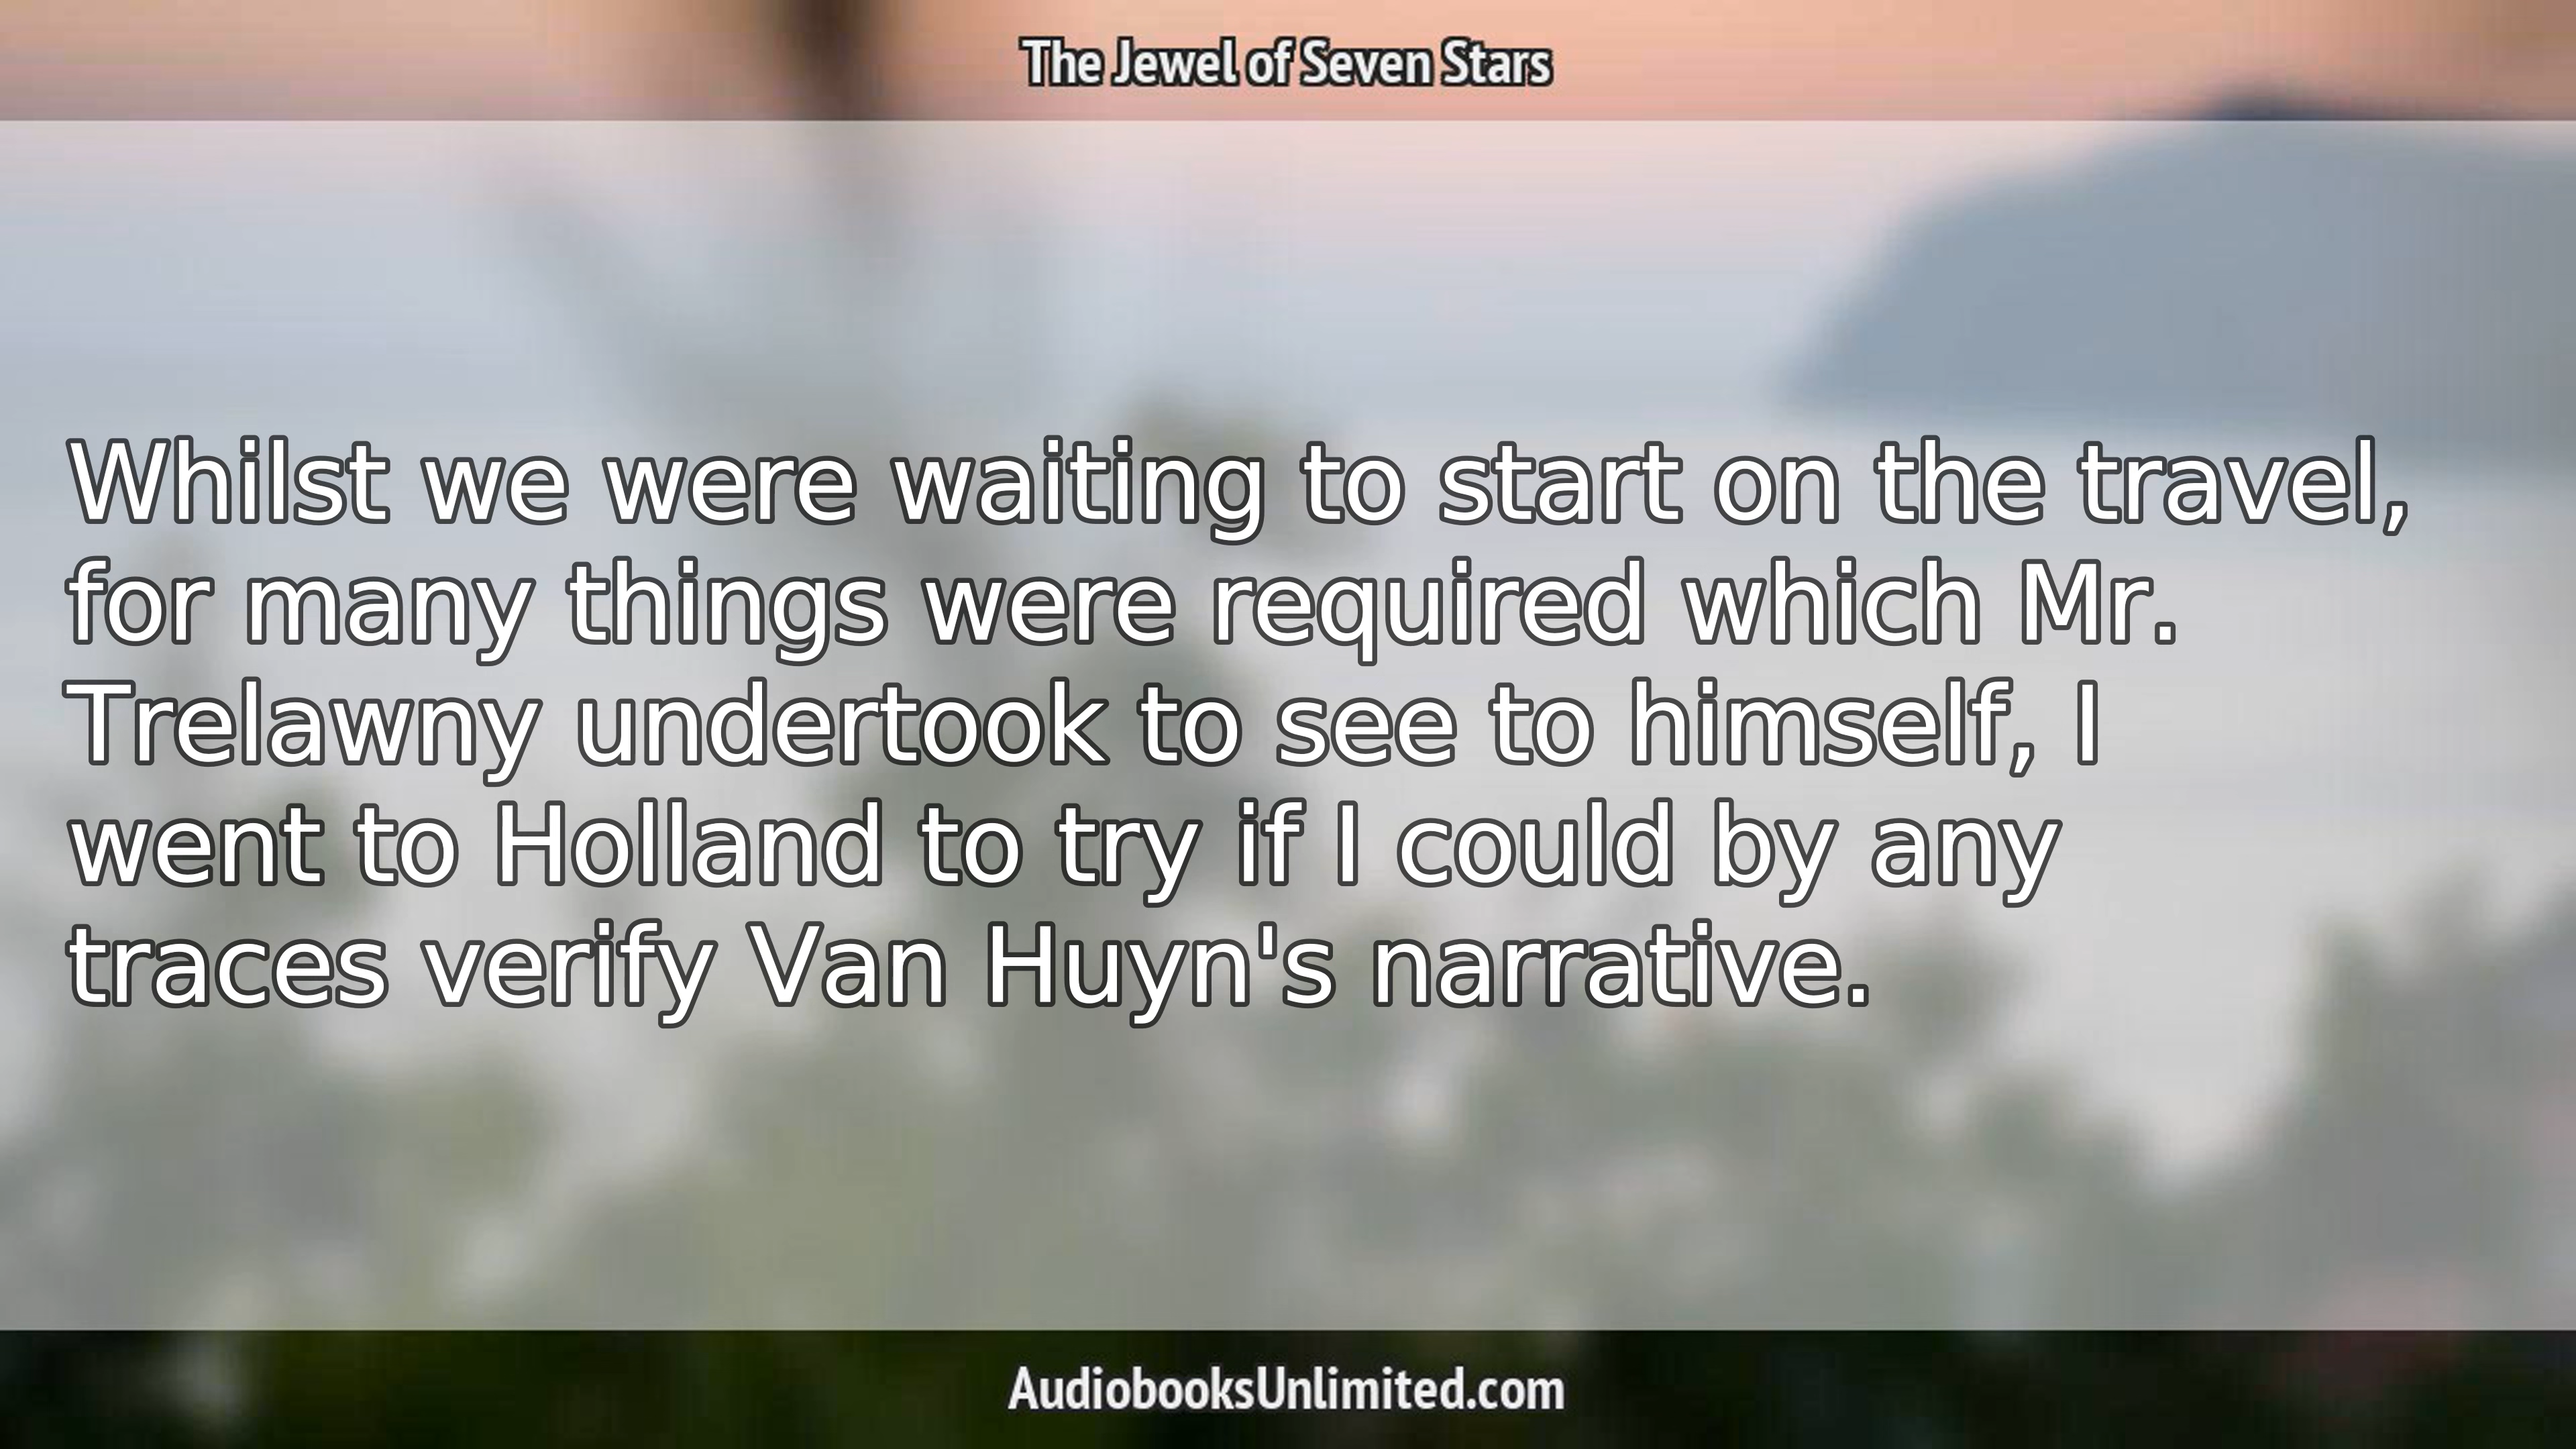 The Jewel of Seven Stars
Whilst we were waiting to start on the travel,
for many things were required which Mr.
Trelawny undertook to see to himself, I
went to Holland to try if I could by any
traces verify Van Huyn's narrative.
AudiobooksUnlimited.com